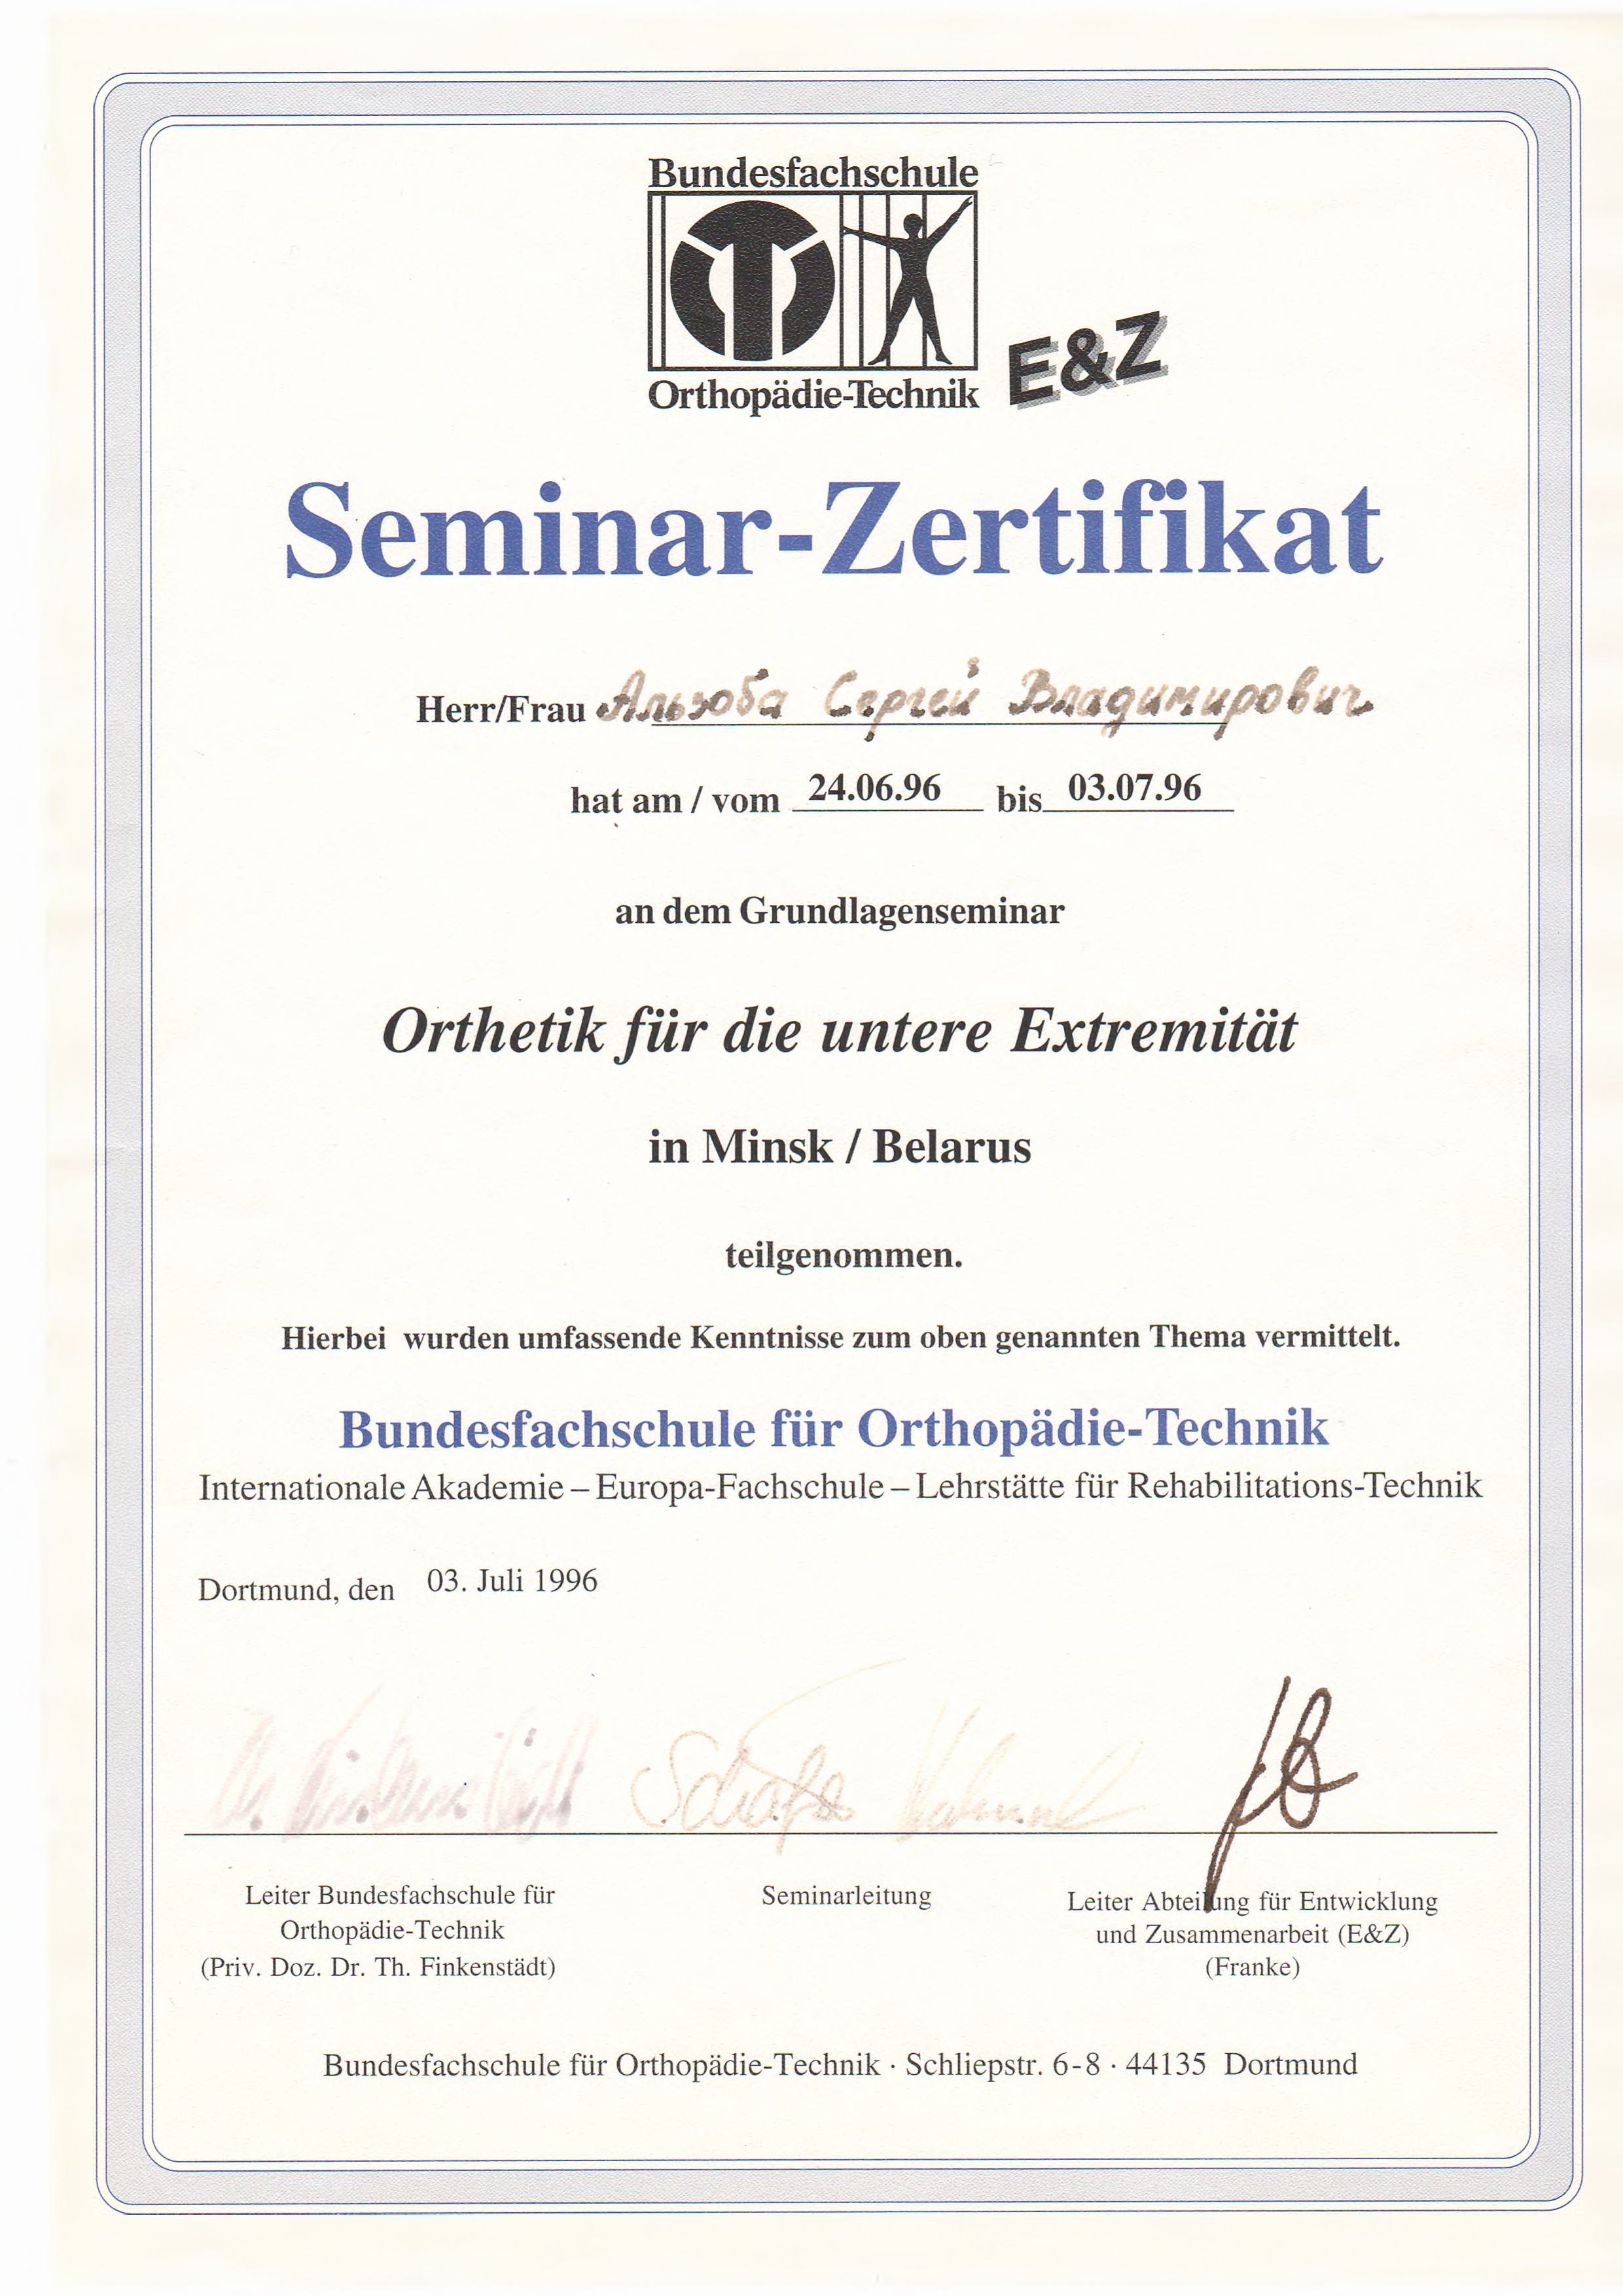 Bundesfachschule
Orthopädie-Technik
E&Z
Seminar-Zertifikat
Herr/Frau Альзоба Сергей Владимирович
hat am / vom 24.06.96 bis 03.07.96
an dem Grundlagenseminar
Orthetik für die untere Extremität
in Minsk / Belarus
teilgenommen.
Hierbei wurden umfassende Kenntnisse zum oben genannten Thema vermittelt.
Bundesfachschule für Orthopädie-Technik
Internationale Akademie – Europa-Fachschule – Lehrstätte für Rehabilitations-Technik
Dortmund, den 03. Juli 1996
Leiter Bundesfachschule für
Orthopädie-Technik
(Priv. Doz. Dr. Th. Finkenstädt)
Seminarleitung
Leiter Abteilung für Entwicklung
und Zusammenarbeit (E&Z)
(Franke)
Bundesfachschule für Orthopädie-Technik · Schliepstr. 6-8 · 44135 Dortmund